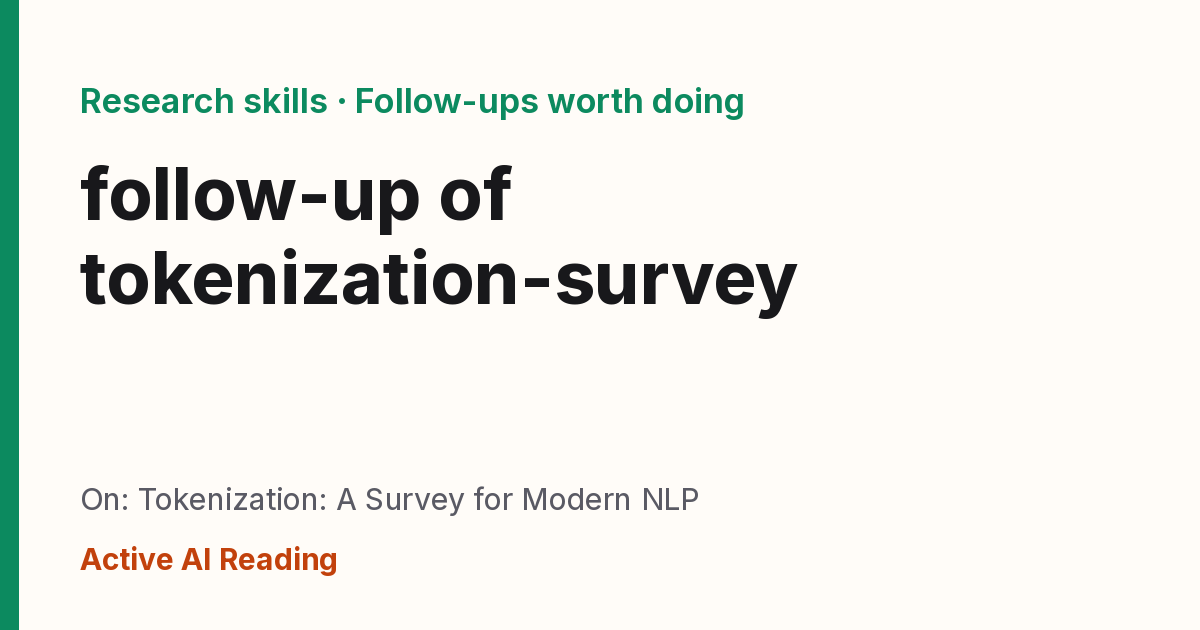 Research skills · Follow-ups worth doing
follow-up of
tokenization-survey
On: Tokenization: A Survey for Modern NLP
Active AI Reading